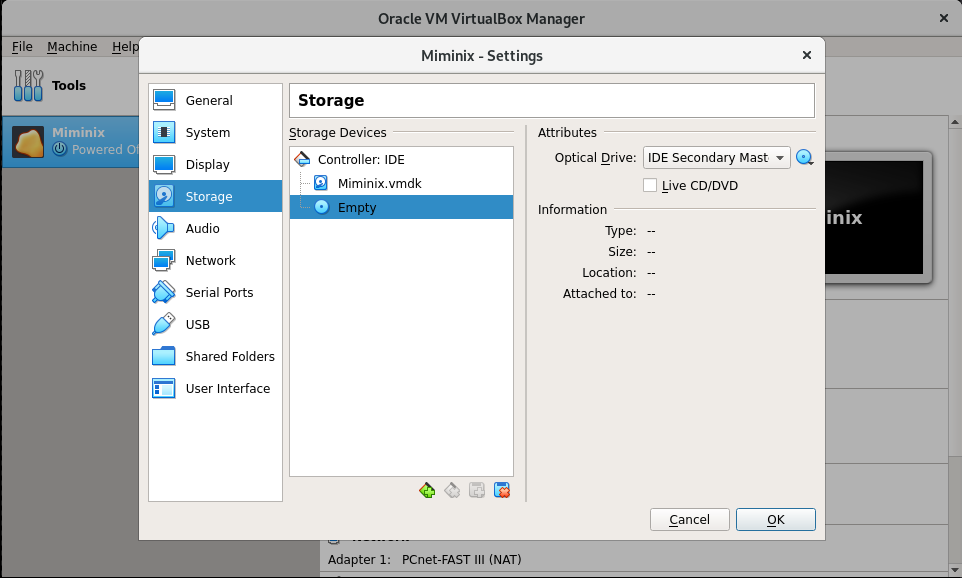 Oracle VM VirtualBox Manager
File Machine Help
Miminix - Settings
Tools
Miminix
Powered
General
System
Display
Storage
Audio
Network
Serial Ports
USB
Shared Folders
User Interface
Storage
Storage Devices
Controller: IDE
Miminix.vmdk
Empty
Attributes
Optical Drive: IDE Secondary Mast
Live CD/DVD
Information
Type: --
Size: --
Location: --
Attached to: --
inix
Cancel OK
Adapter 1: PCnet-FAST III (NAT)